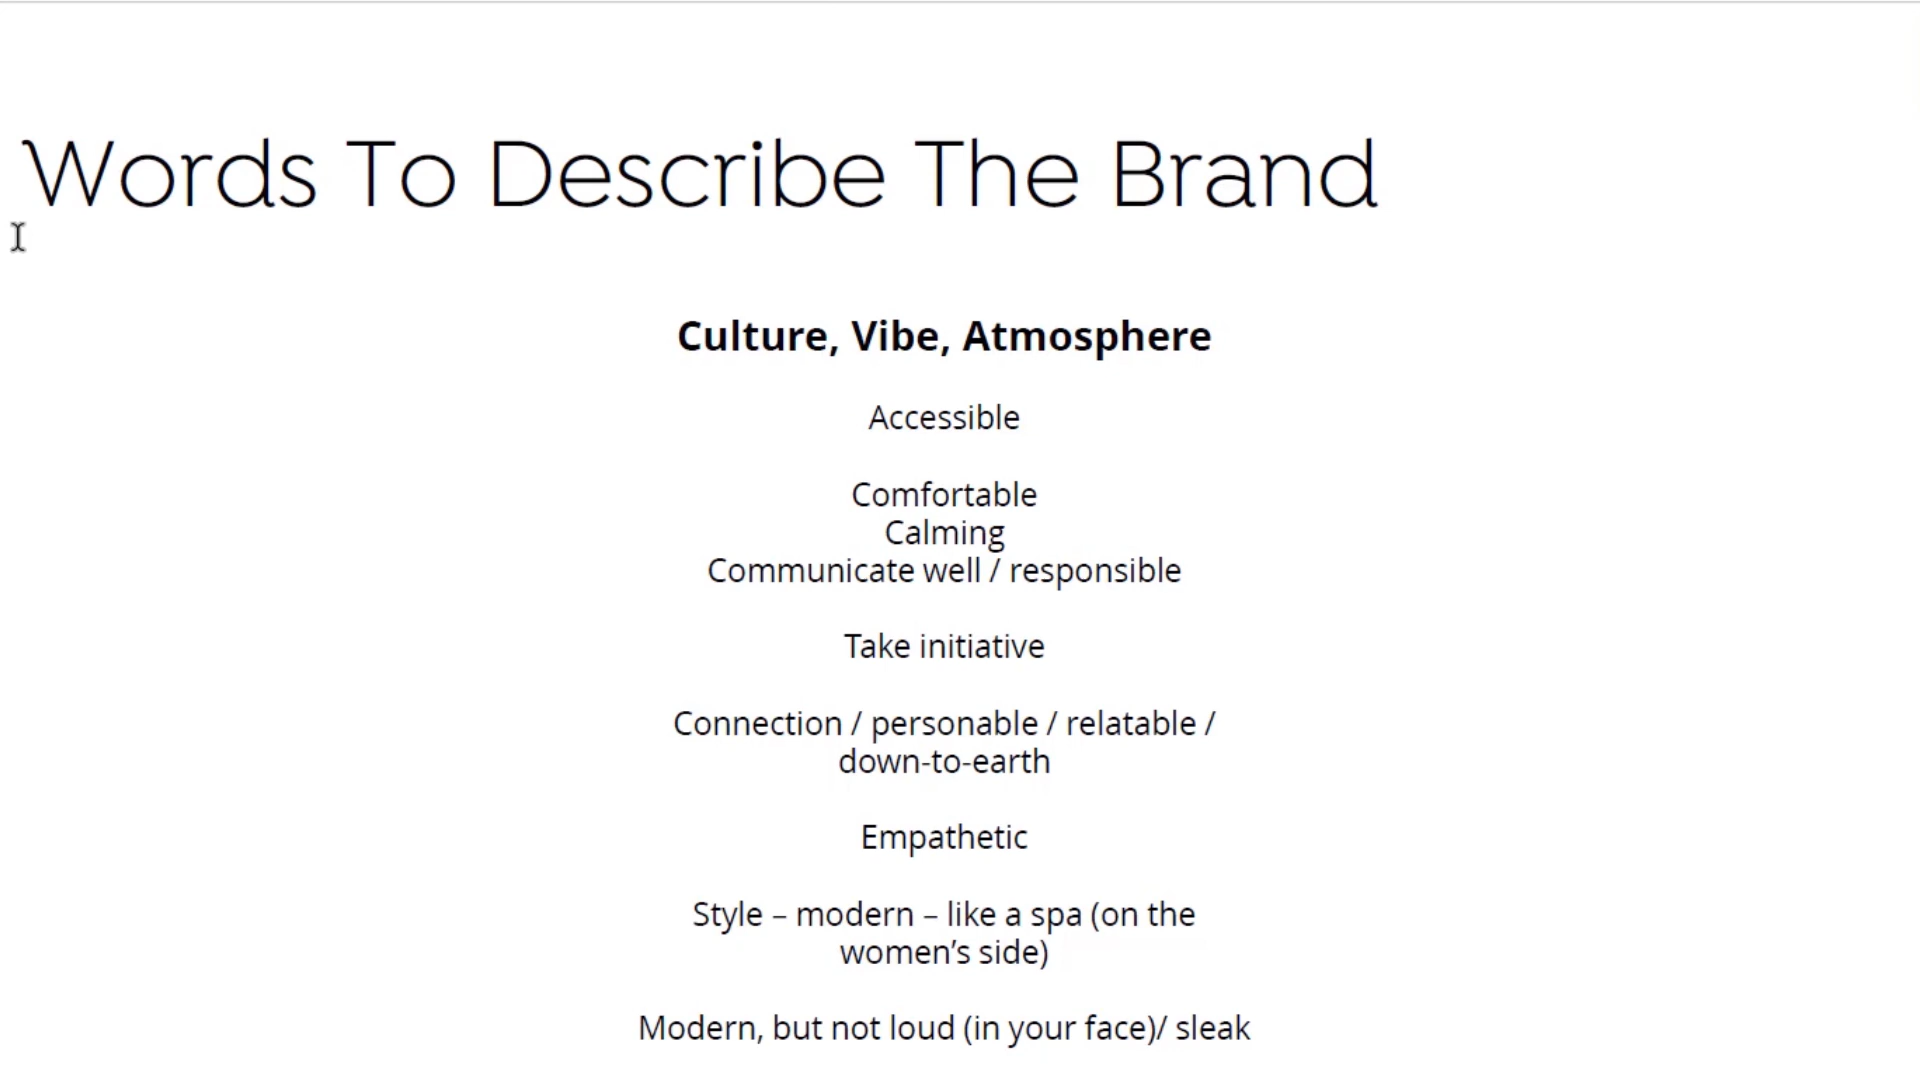 Words To Describe The Brand
Culture, Vibe, Atmosphere
Accessible
Comfortable
Calming
Communicate well / responsible
Take initiative
Connection / personable / relatable /
down-to-earth
Empathetic
Style – modern – like a spa (on the
women’s side)
Modern, but not loud (in your face)/ sleak